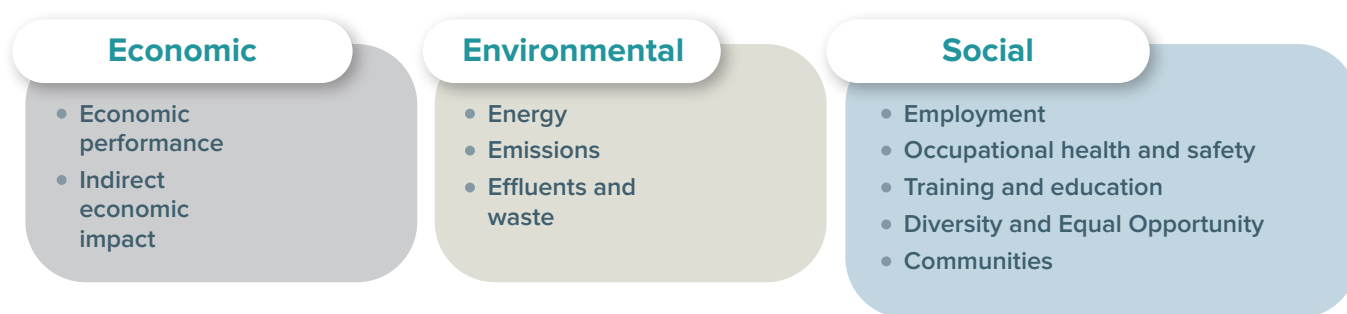 Economic
• Economic
performance
• Indirect
economic
impact
Environmental
• Energy
• Emissions
• Effluents and
waste
Social
• Employment
• Occupational health and safety
• Training and education
• Diversity and Equal Opportunity
• Communities